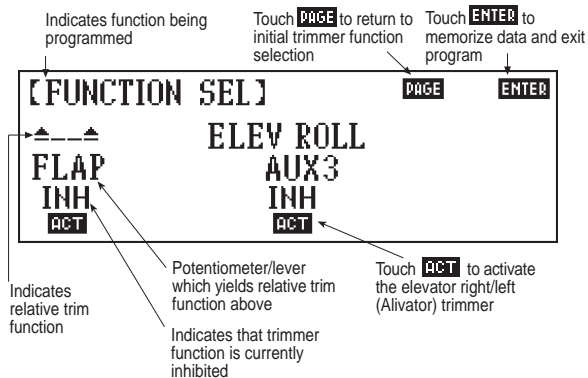 Indicates function being
programmed
Touch PAGE to return to
initial trimmer function
selection
Touch ENTER to
memorize data and exit
program
[FUNCTION SEL]
PAGE
ENTER
ELEV ROLL
FLAP
AUX3
INH
INH
ACT
ACT
Indicates
relative trim
function
Potentiometer/lever
which yields relative trim
function above
Indicates that trimmer
function is currently
inhibited
Touch ACT to activate
the elevator right/left
(Alivator) trimmer